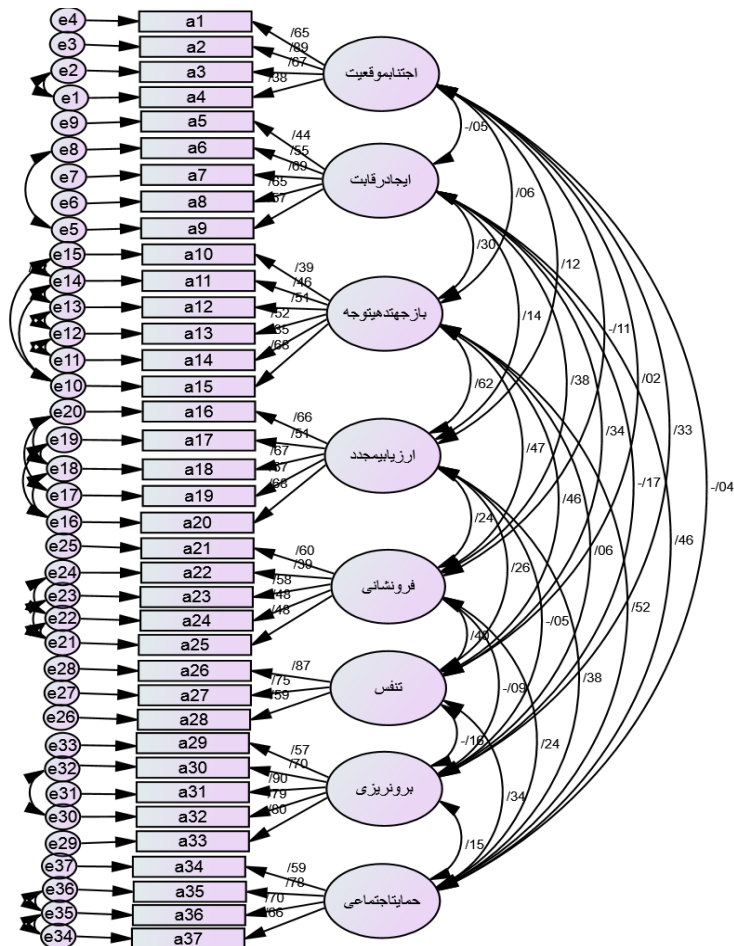 e4 a1 /65
e3 a2 /89
e2 a3 /67
e1 a4 /38
اجتنابموقعیت
e9 a5 /44
e8 a6 /55
e7 a7 /69
e6 a8 /65
e5 a9
ایجادرقابت
e15 a10 /39
e14 a11 /46
e13 a12 /51
e12 a13 /52
e11 a14
e10 a15 /68
بازجهتدهیتوجه
e20 a16 /66
e19 a17 /51
e18 a18 /67
e17 a19
e16 a20 /68
ارزیابیمجدد
e25 a21 /60
e24 a22 /39
e23 a23 /58
e22 a24 /48
e21 a25 /48
فرونشانی
e28 a26 /87
e27 a27 /75
e26 a28 /59
تنفس
e33 a29 /57
e32 a30 /70
e31 a31 /90
e30 a32 /79
e29 a33 /80
برونریزی
e37 a34 /59
e36 a35 /78
e35 a36 /70
e34 a37 /66
حمایتاجتماعی
-/05
/06
/30
/12
/14
-/11
/62
/38
/02
/47
/34
/33
/46
-/17
-/04
/24
/06
/46
/26
-/05
/52
/38
-/09
/24
-/16
/34
/15